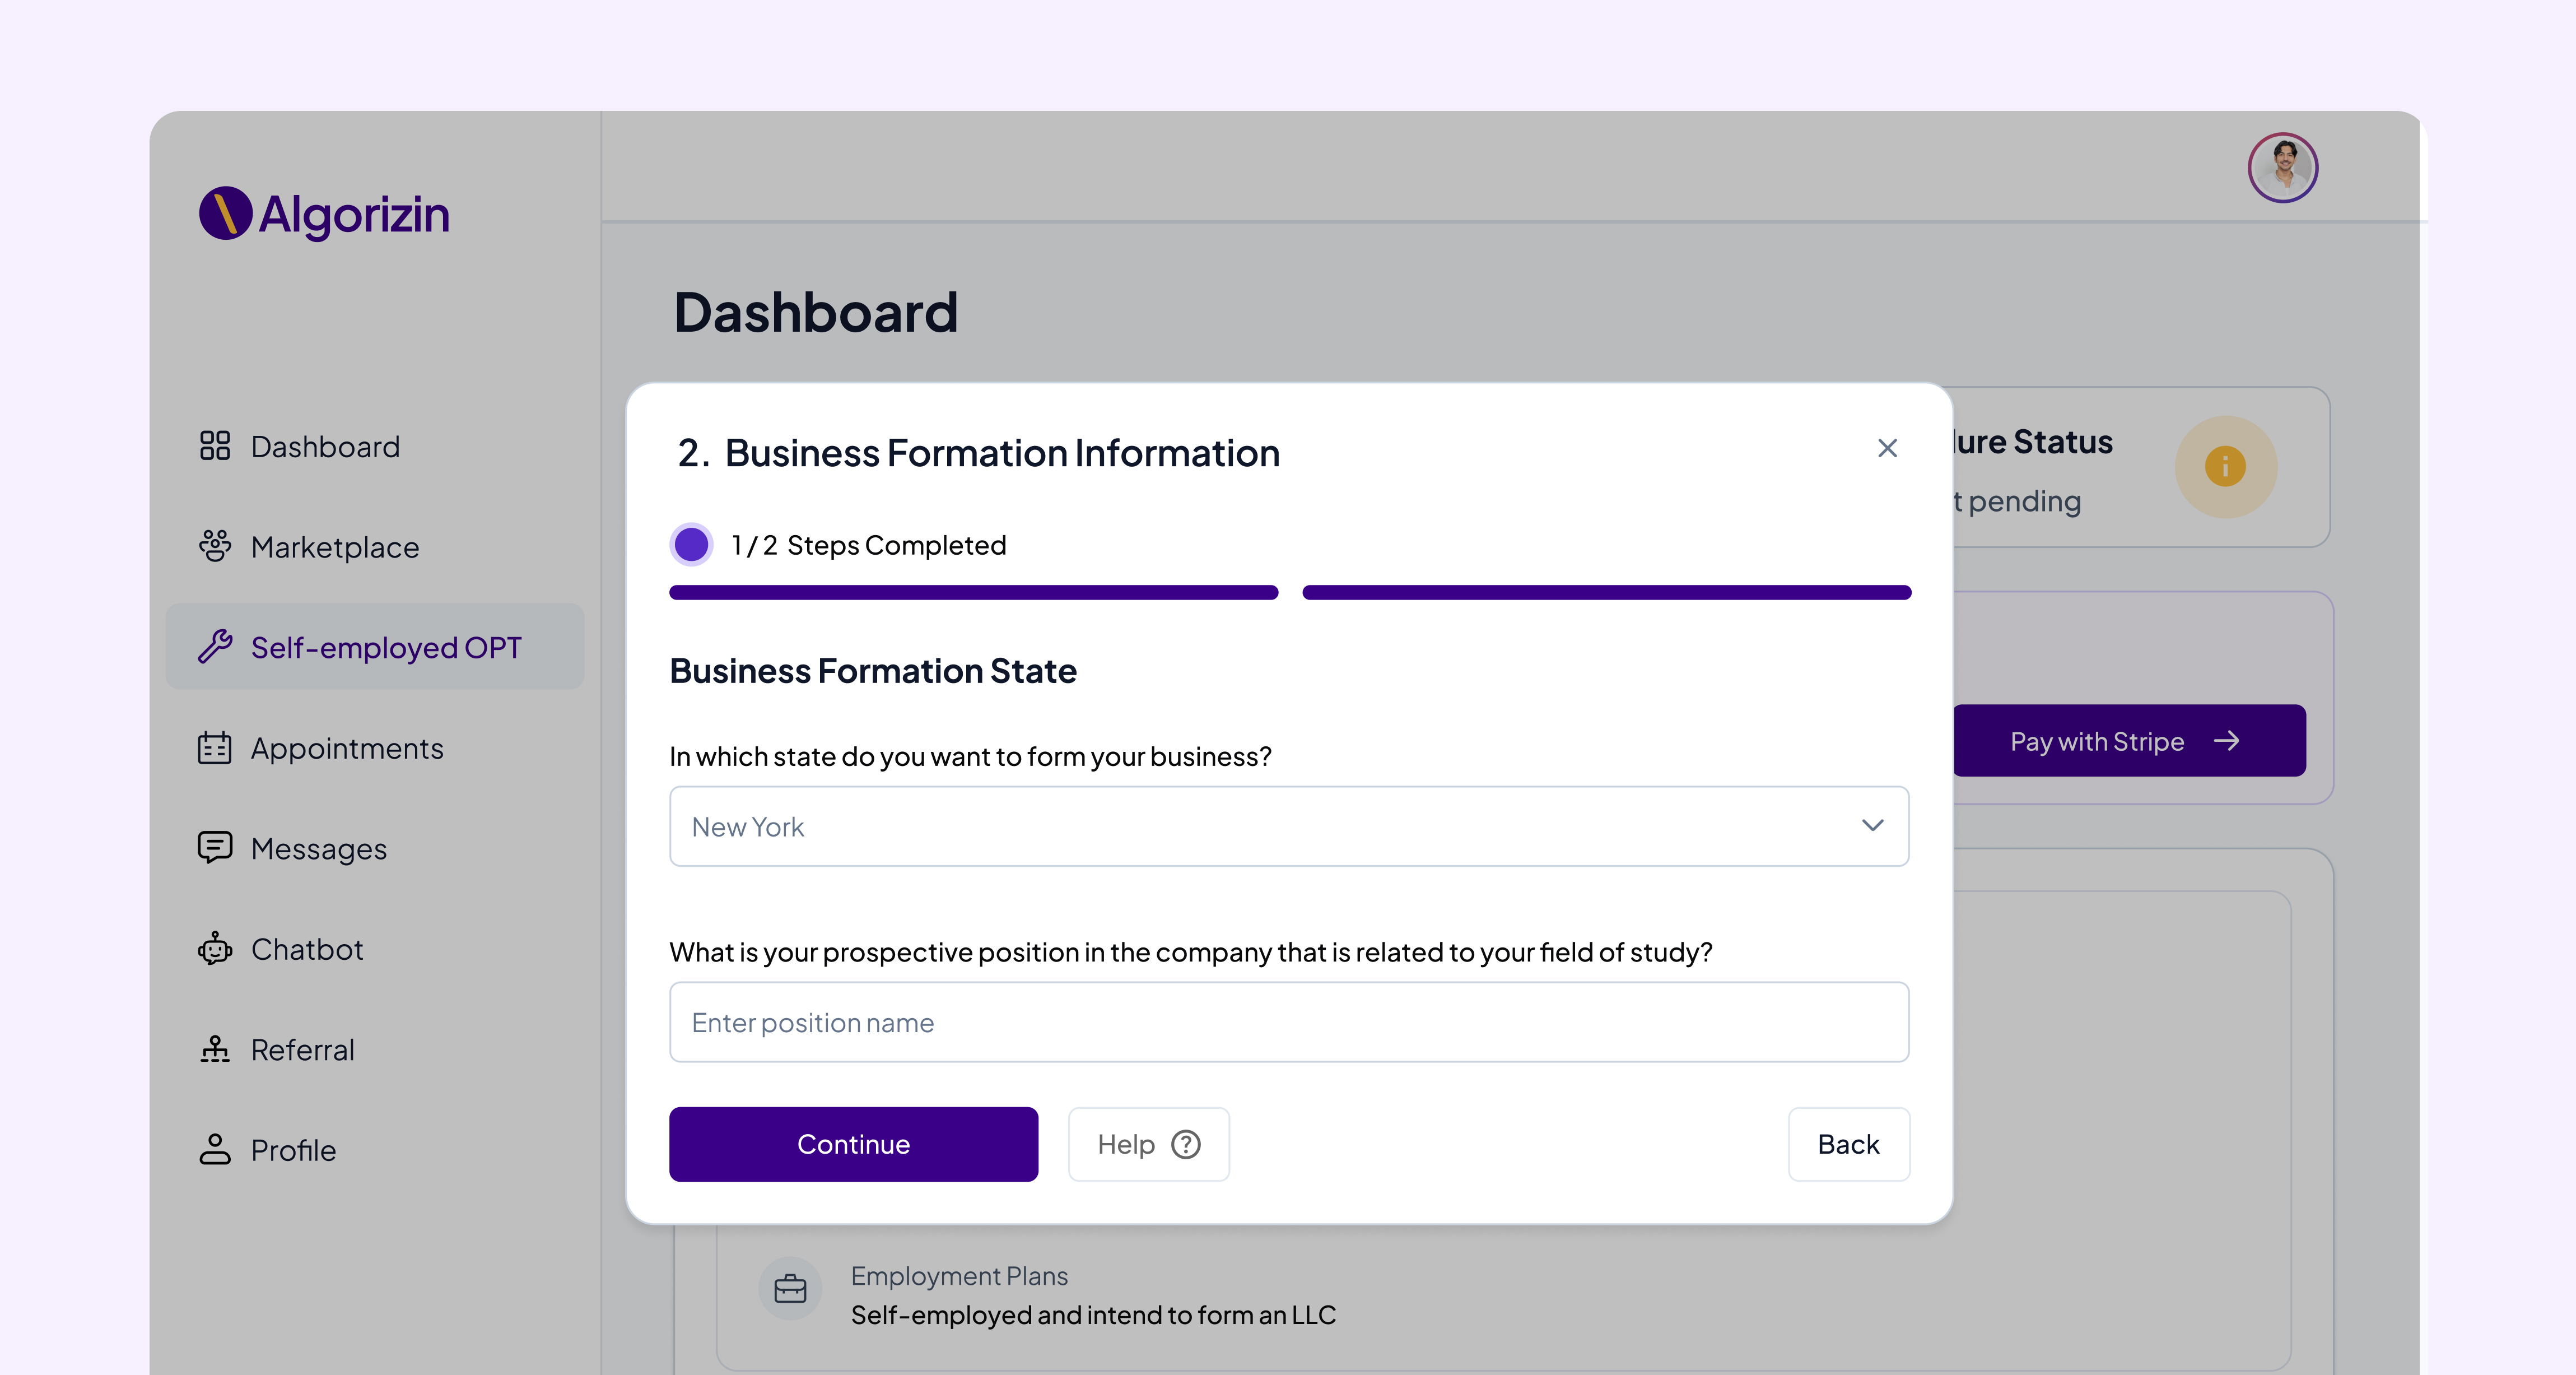 Algorizin
Dashboard
Marketplace
Self-employed OPT
Appointments
Messages
Chatbot
Referral
Profile
Dashboard
2. Business Formation Information
1 / 2 Steps Completed
Business Formation State
In which state do you want to form your business?
New York
What is your prospective position in the company that is related to your field of study?
Enter position name
Continue
Help
Back
Status
pending
Pay with Stripe
Employment Plans
Self-employed and intend to form an LLC